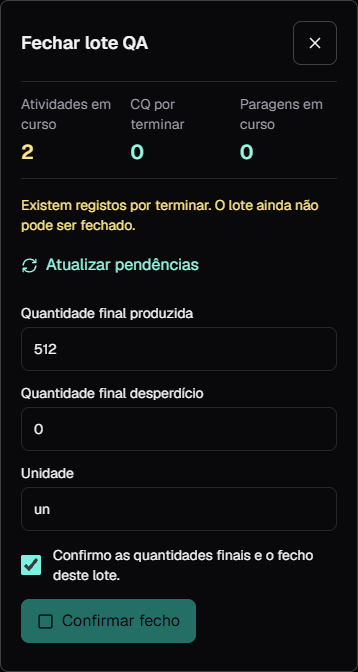 Fechar lote QA
Atividades em curso
2
CQ por terminar
0
Paragens em curso
0
Existem registos por terminar. O lote ainda não
pode ser fechado.
Atualizar pendências
Quantidade final produzida
512
Quantidade final desperdício
0
Unidade
un
Confirmo as quantidades finais e o fecho
deste lote.
Confirmar fecho